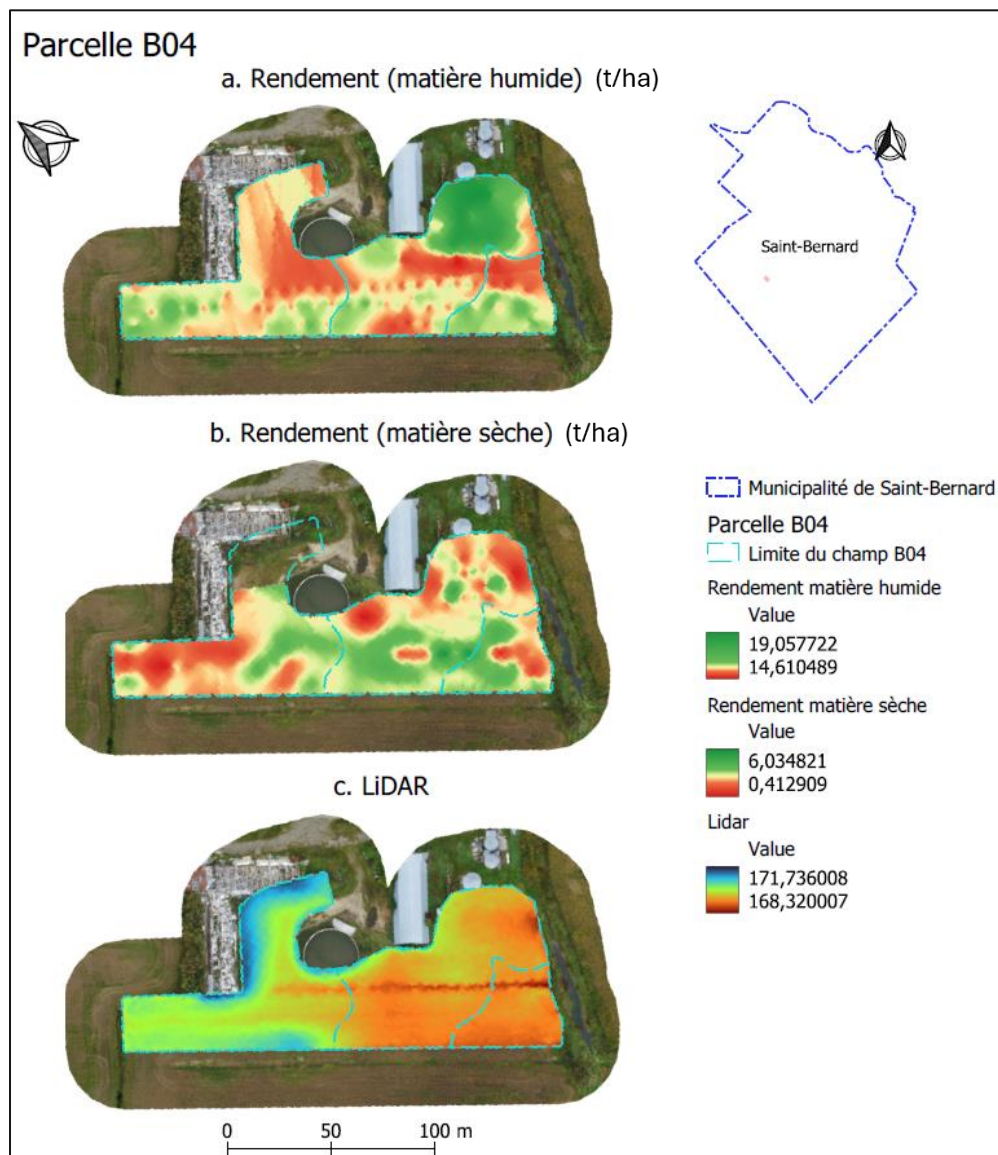 Parcelle B04
a. Rendement (matière humide) (t/ha)
Saint-Bernard
b. Rendement (matière sèche) (t/ha)
Municipalité de Saint-Bernard
Parcelle B04
Limite du champ B04
Rendement matière humide
Value
19,057722
14,610489
Rendement matière sèche
Value
6,034821
0,412909
c. LiDAR
Lidar
Value
171,736008
168,320007
0 50 100 m